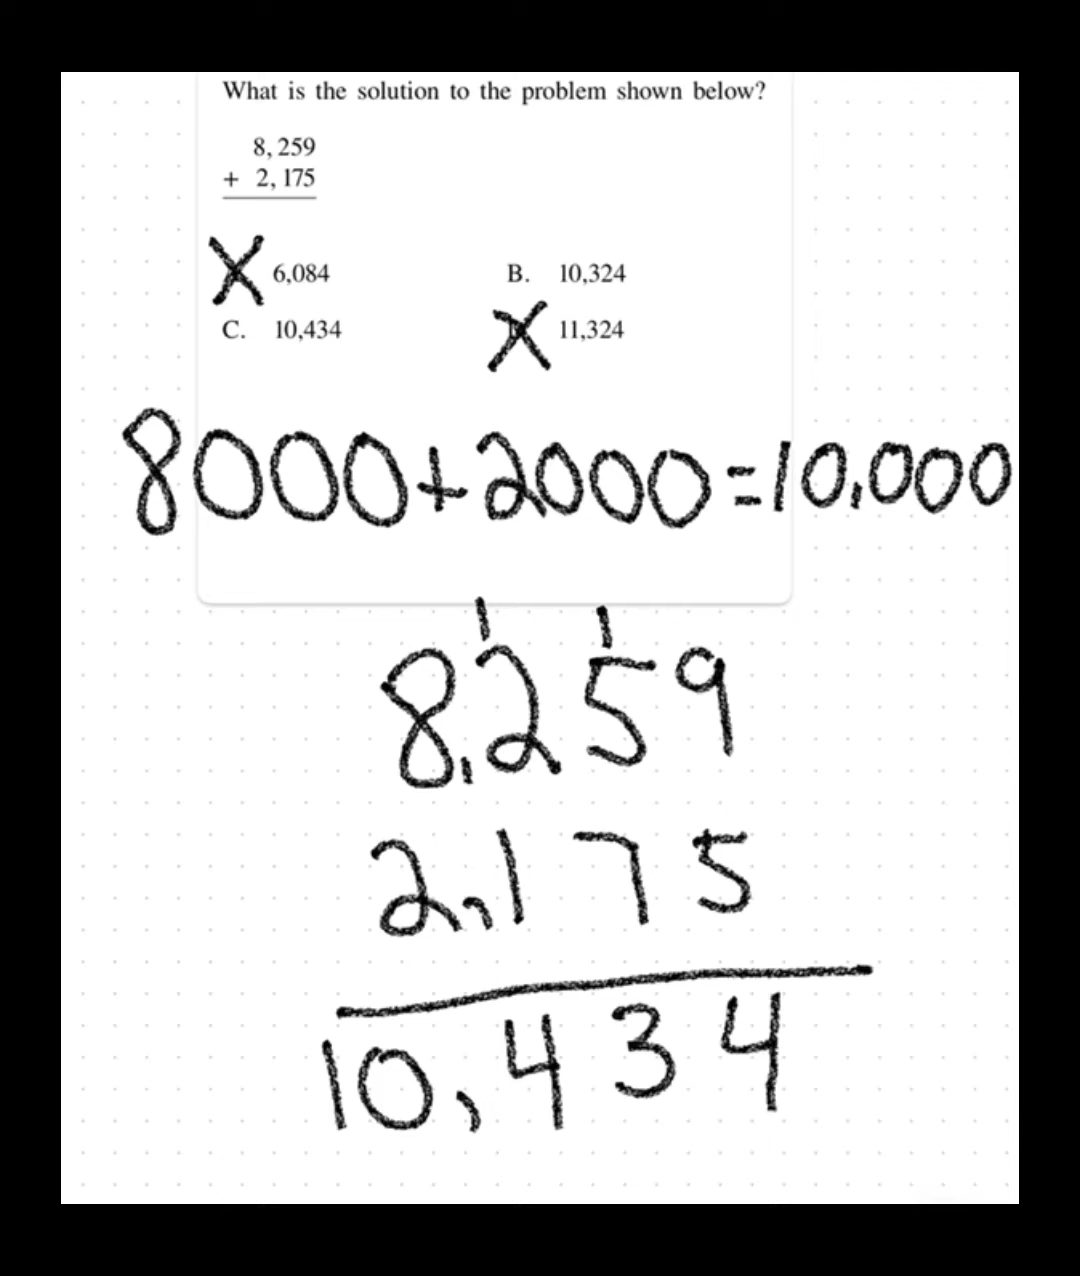 What is the solution to the problem shown below?
8,259
+ 2,175
X 6,084 B. 10,324
C. 10,434 X 11,324
8000+2000=10,000
1 1
8,259
2,175
10,434